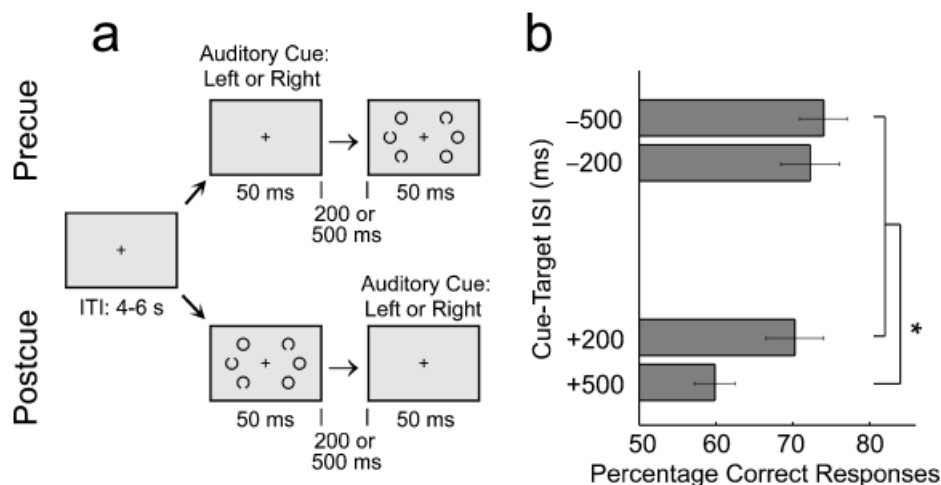 a
Precue
Auditory Cue:
Left or Right
50 ms
200 or
500 ms
50 ms
ITI: 4-6 s
Postcue
50 ms
200 or
500 ms
Auditory Cue:
Left or Right
50 ms
b
Cue-Target ISI (ms)
–500
–200
+200
+500
*
50 60 70 80
Percentage Correct Responses